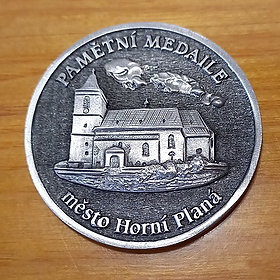 PAMĚTNÍ MEDAILE
město Horní Planá